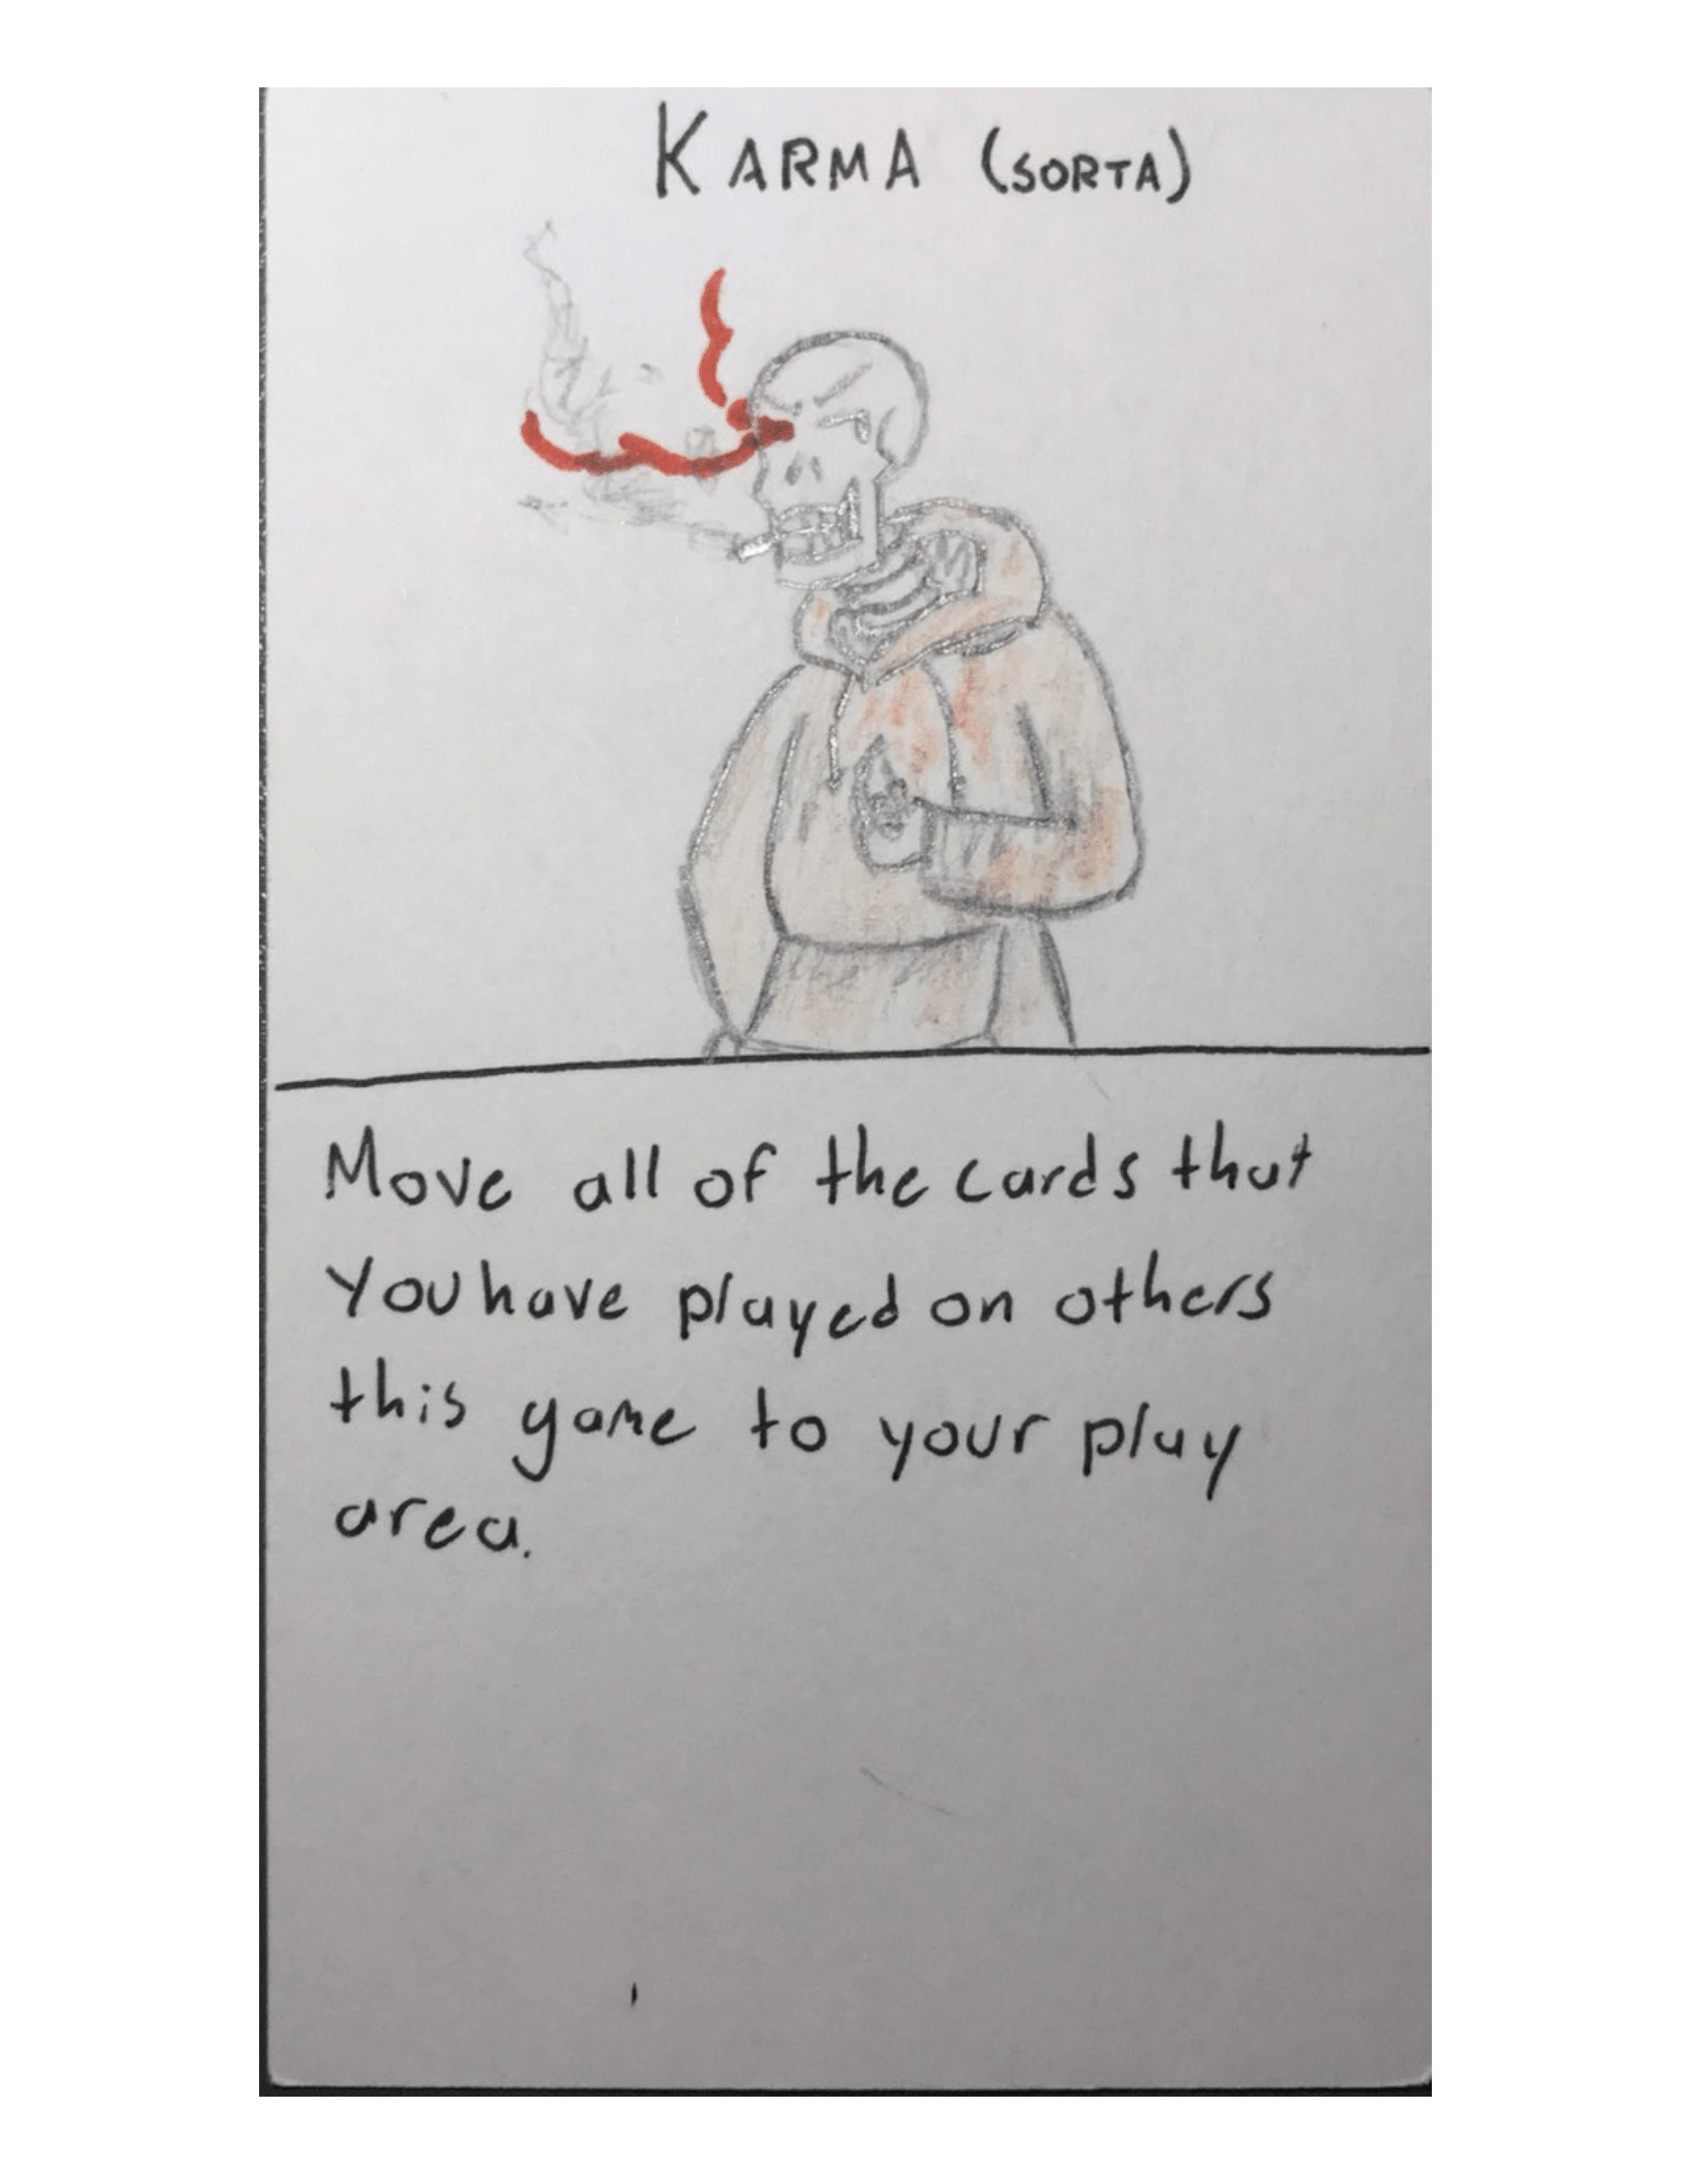 KARMA (SORTA)
Move all of the cards that
you have played on others
this game to your play
area.